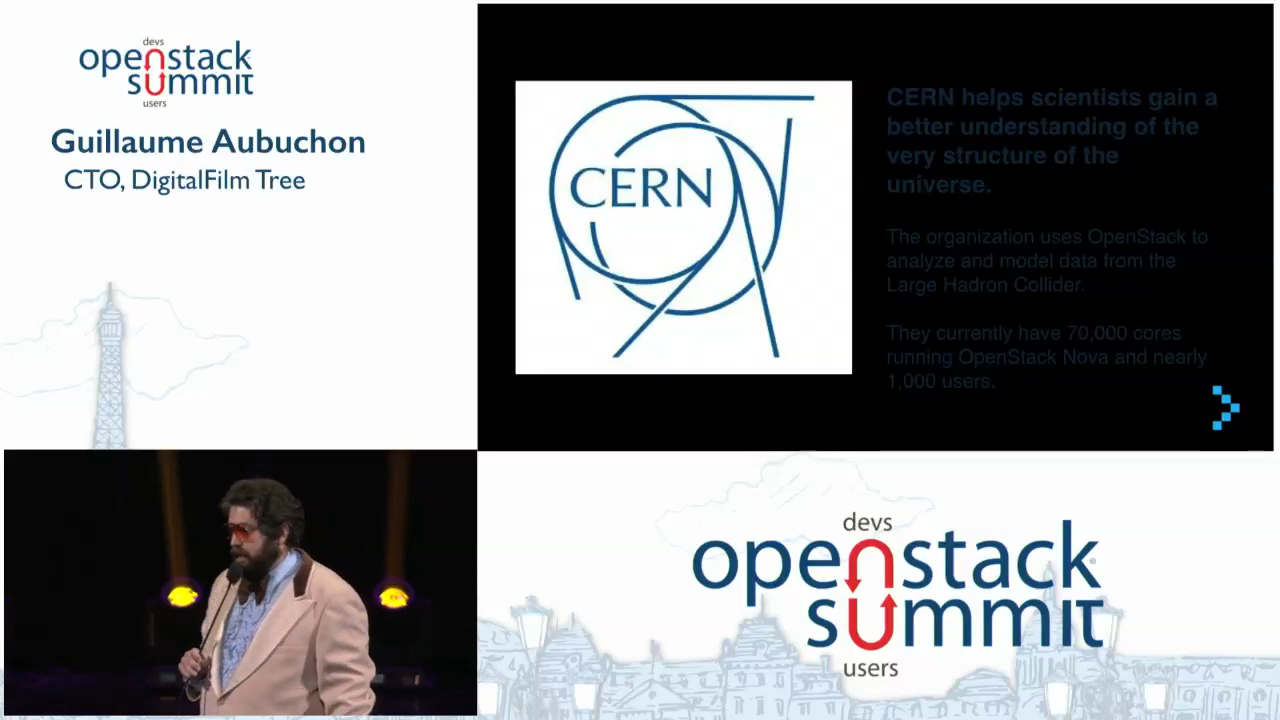 devs
openstack
summit
users
Guillaume Aubuchon
CTO, DigitalFilm Tree
CERN
CERN helps scientists gain a
better understanding of the
very structure of the
universe.
The organization uses OpenStack to
analyze and model data from the
Large Hadron Collider.
They currently have 70,000 cores
running OpenStack Nova and nearly
1,000 users.
devs
openstack
summit
users